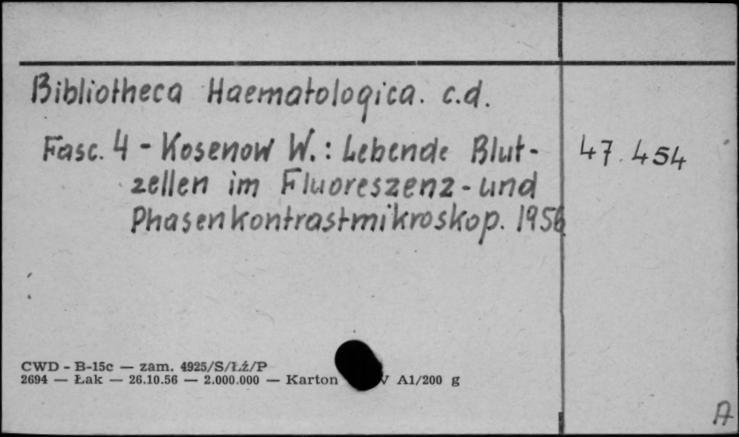 Bibliotheca Haematologica. c.d.
Fasc. 4 - Kosenow W.: Lebende Blut- 47.454
zellen im Fluoreszenz- und
Phasenkontrastmikroskop. 1956
CWD - B-15c — zam. 4925/S/Łź/P
2694 — Łak — 26.10.56 — 2.000.000 — Karton V A1/200 g
A